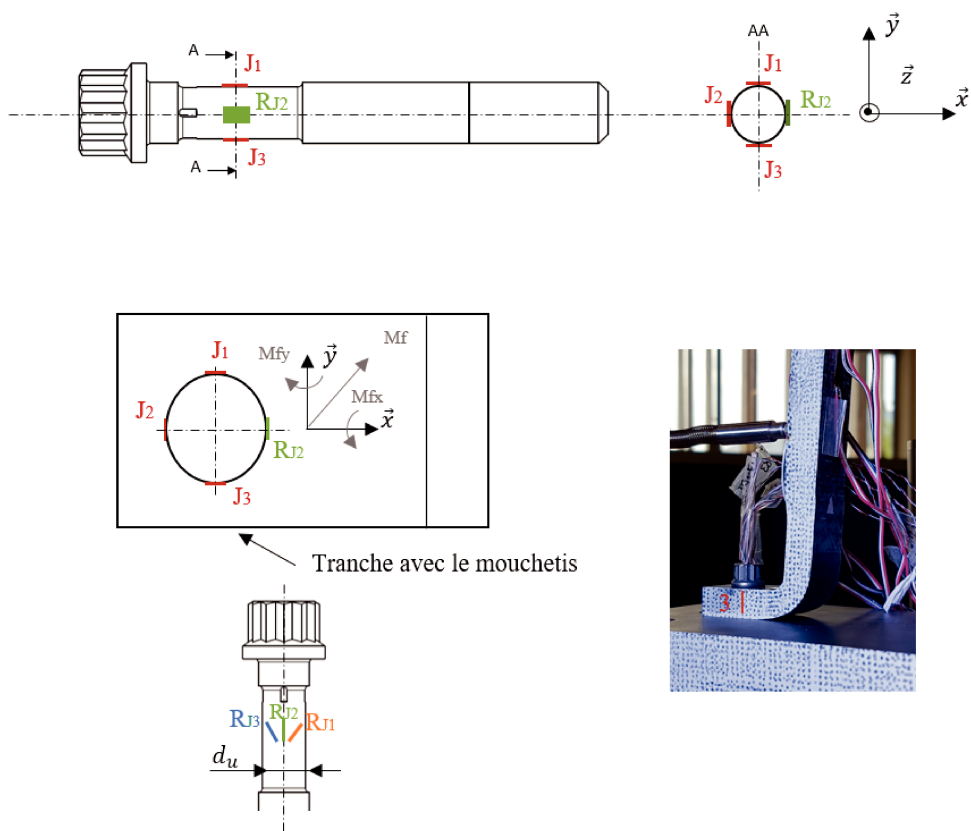 A
J1
RJ2
J3
A
AA
J1
J2
RJ2
J3
y
z
x
J1
J2
RJ2
J3
Mfy
y
Mf
Mfx
x
Tranche avec le mouchetis
3
RJ3
RJ2
RJ1
du